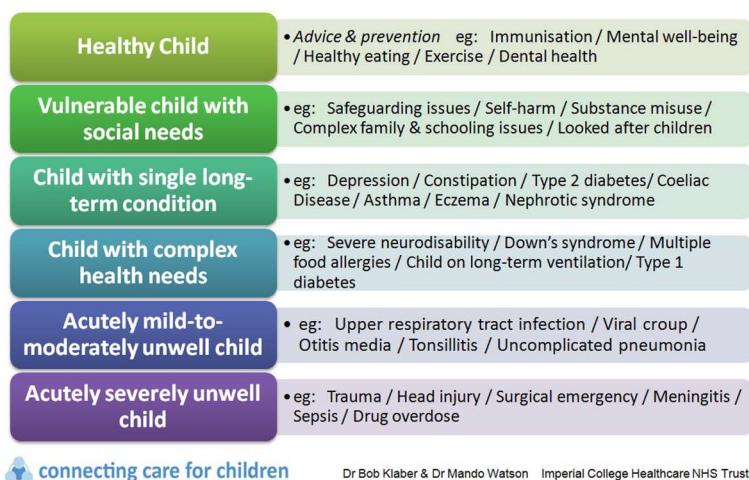 Healthy Child
• Advice & prevention eg: Immunisation / Mental well-being
/ Healthy eating / Exercise / Dental health
Vulnerable child with
social needs
• eg: Safeguarding issues / Self-harm / Substance misuse /
Complex family & schooling issues / Looked after children
Child with single long-
term condition
• eg: Depression / Constipation / Type 2 diabetes/ Coeliac
Disease / Asthma / Eczema / Nephrotic syndrome
Child with complex
health needs
• eg: Severe neurodisability / Down's syndrome / Multiple
food allergies / Child on long-term ventilation/ Type 1
diabetes
Acutely mild-to-
moderately unwell child
• eg: Upper respiratory tract infection / Viral croup /
Otitis media / Tonsillitis / Uncomplicated pneumonia
Acutely severely unwell
child
• eg: Trauma / Head injury / Surgical emergency / Meningitis /
Sepsis / Drug overdose
connecting care for children
Dr Bob Klaber & Dr Mando Watson Imperial College Healthcare NHS Trust